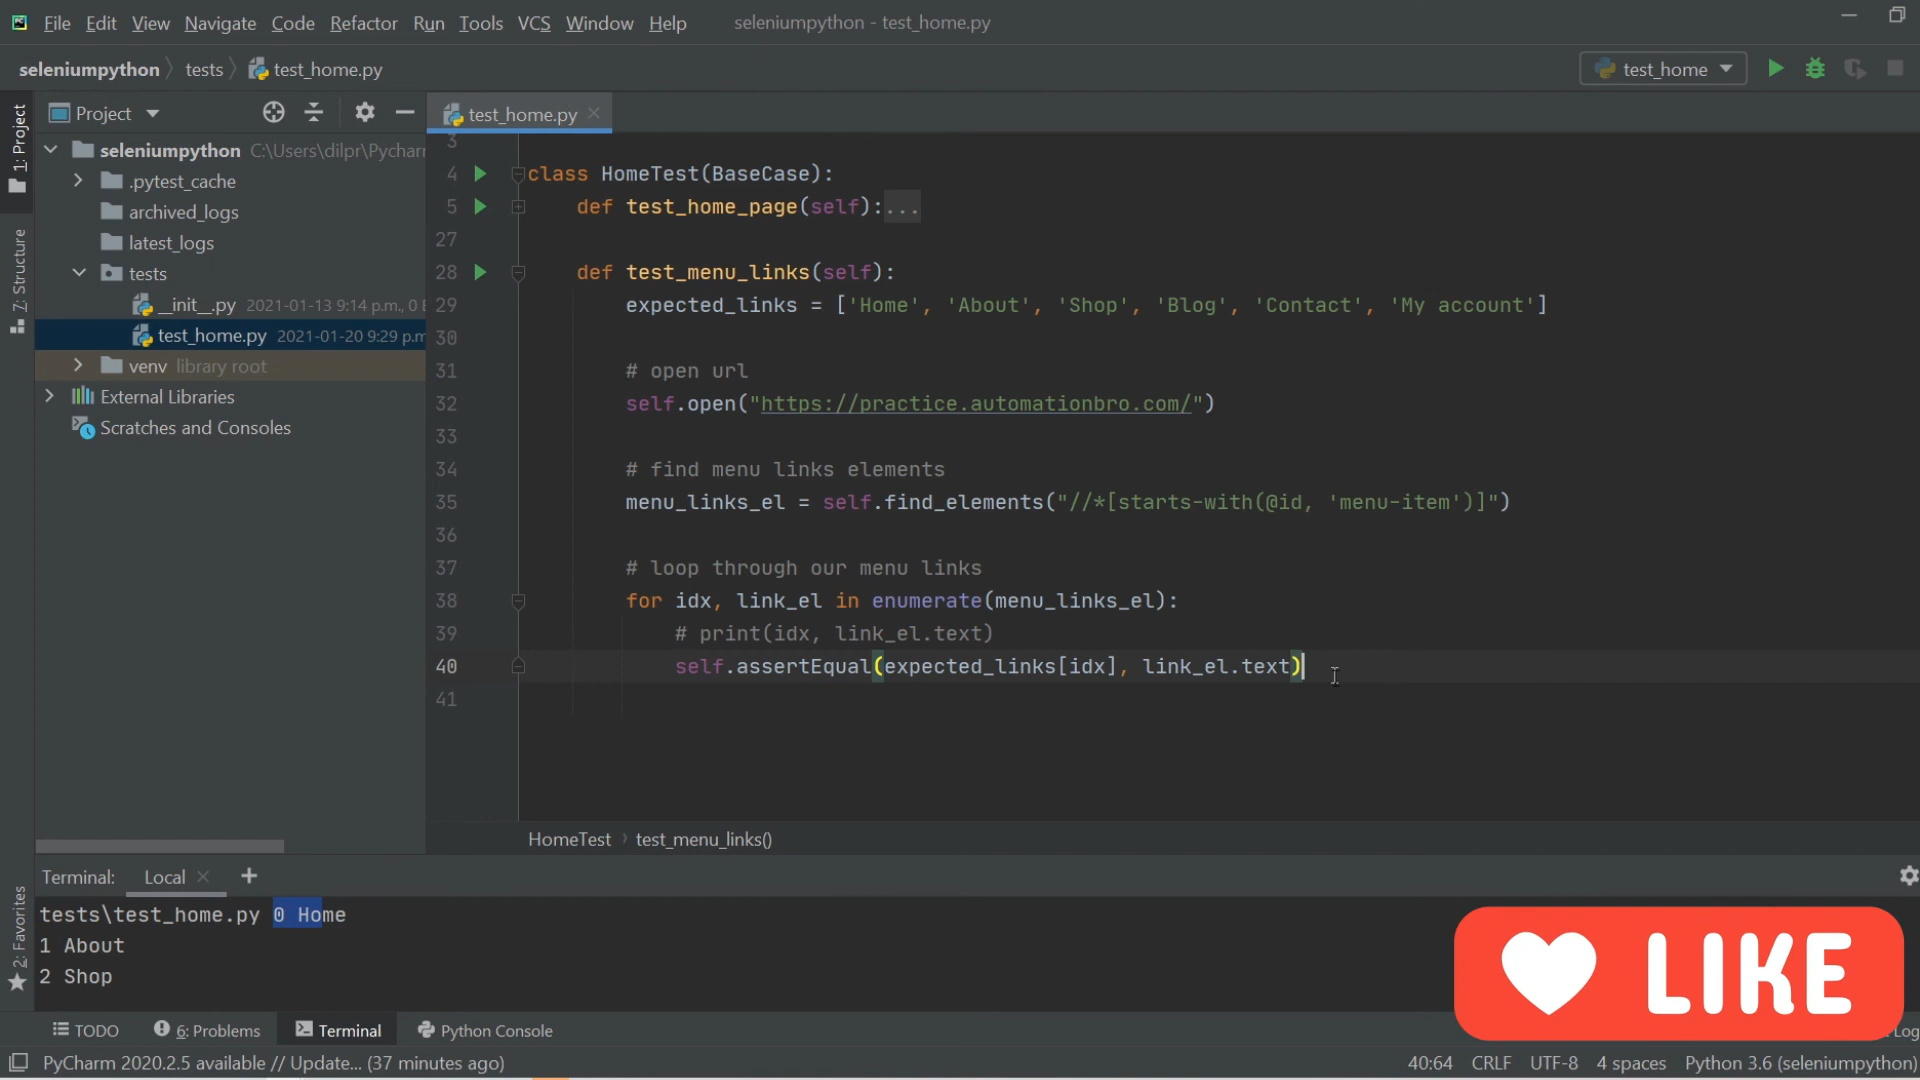 File Edit View Navigate Code Refactor Run Tools VCS Window Help seleniumpython - test_home.py
seleniumpython tests test_home.py test_home
1: Project
7: Structure
2: Favorites
Project
seleniumpython C:\Users\dilpr\Pycharr
.pytest_cache
archived_logs
latest_logs
tests
__init__.py 2021-01-13 9:14 p.m., 0 E
test_home.py 2021-01-20 9:29 p.m
venv library root
External Libraries
Scratches and Consoles
test_home.py
3
4 class HomeTest(BaseCase):
5 def test_home_page(self):...
27
28 def test_menu_links(self):
29 expected_links = ['Home', 'About', 'Shop', 'Blog', 'Contact', 'My account']
30
31 # open url
32 self.open("https://practice.automationbro.com/")
33
34 # find menu links elements
35 menu_links_el = self.find_elements("//*[starts-with(@id, 'menu-item')]")
36
37 # loop through our menu links
38 for idx, link_el in enumerate(menu_links_el):
39 # print(idx, link_el.text)
40 self.assertEqual(expected_links[idx], link_el.text)
41
HomeTest test_menu_links()
Terminal: Local
tests\test_home.py 0 Home
1 About
2 Shop
LIKE
TODO 6: Problems Terminal Python Console Log
PyCharm 2020.2.5 available // Update... (37 minutes ago) 40:64 CRLF UTF-8 4 spaces Python 3.6 (seleniumpython)